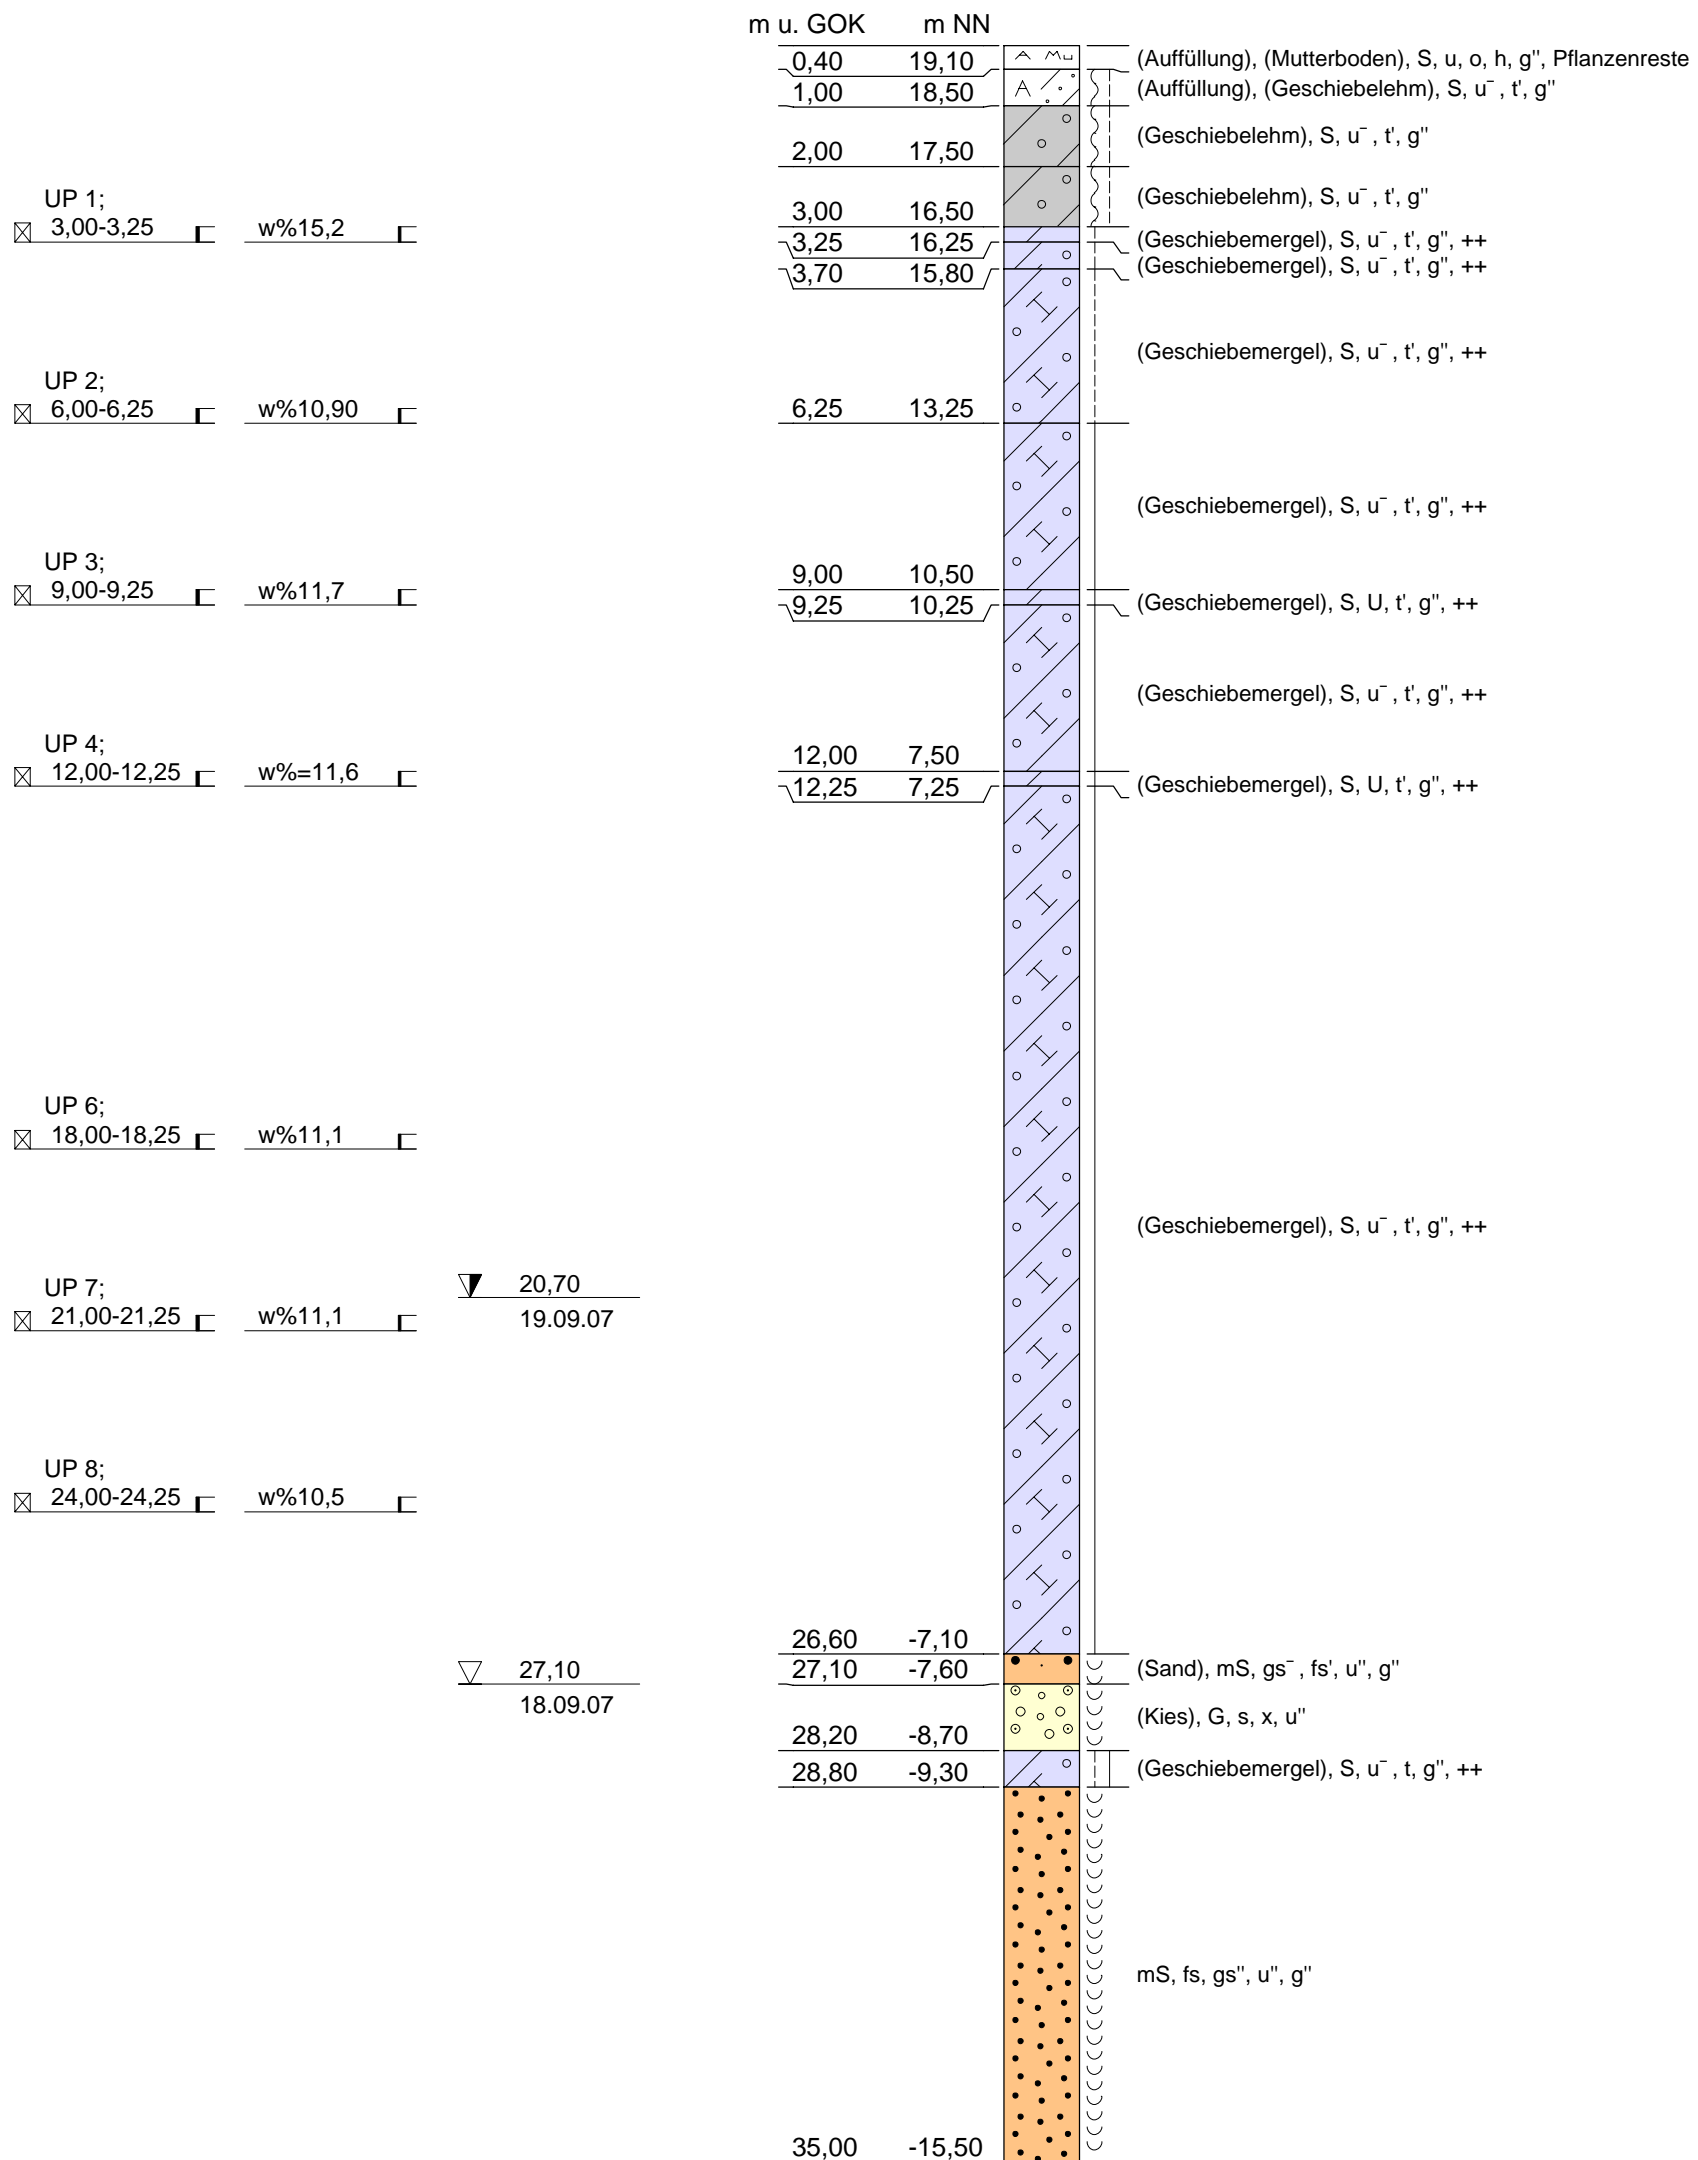 m u. GOK m NN
0,40 19,10 A Mu (Auffüllung), (Mutterboden), S, u, o, h, g'', Pflanzenreste
1,00 18,50 A (Auffüllung), (Geschiebelehm), S, u¯, t', g''
(Geschiebelehm), S, u¯, t', g''
2,00 17,50
UP 1; (Geschiebelehm), S, u¯, t', g''
3,00 16,50
3,00-3,25 w%15,2
3,25 16,25 (Geschiebemergel), S, u¯, t', g'', ++
3,70 15,80 (Geschiebemergel), S, u¯, t', g'', ++
(Geschiebemergel), S, u¯, t', g'', ++
UP 2;
6,00-6,25 w%10,90 6,25 13,25
(Geschiebemergel), S, u¯, t', g'', ++
UP 3;
9,00 10,50
9,00-9,25 w%11,7
9,25 10,25 (Geschiebemergel), S, U, t', g'', ++
(Geschiebemergel), S, u¯, t', g'', ++
UP 4;
12,00 7,50
12,00-12,25 w%=11,6
12,25 7,25 (Geschiebemergel), S, U, t', g'', ++
UP 6;
18,00-18,25 w%11,1
(Geschiebemergel), S, u¯, t', g'', ++
UP 7; 20,70
21,00-21,25 w%11,1 19.09.07
UP 8;
24,00-24,25 w%10,5
26,60 -7,10
27,10 27,10 -7,60 (Sand), mS, gs¯, fs', u'', g''
18.09.07
(Kies), G, s, x, u''
28,20 -8,70
28,80 -9,30 (Geschiebemergel), S, u¯, t, g'', ++
mS, fs, gs'', u'', g''
35,00 -15,50